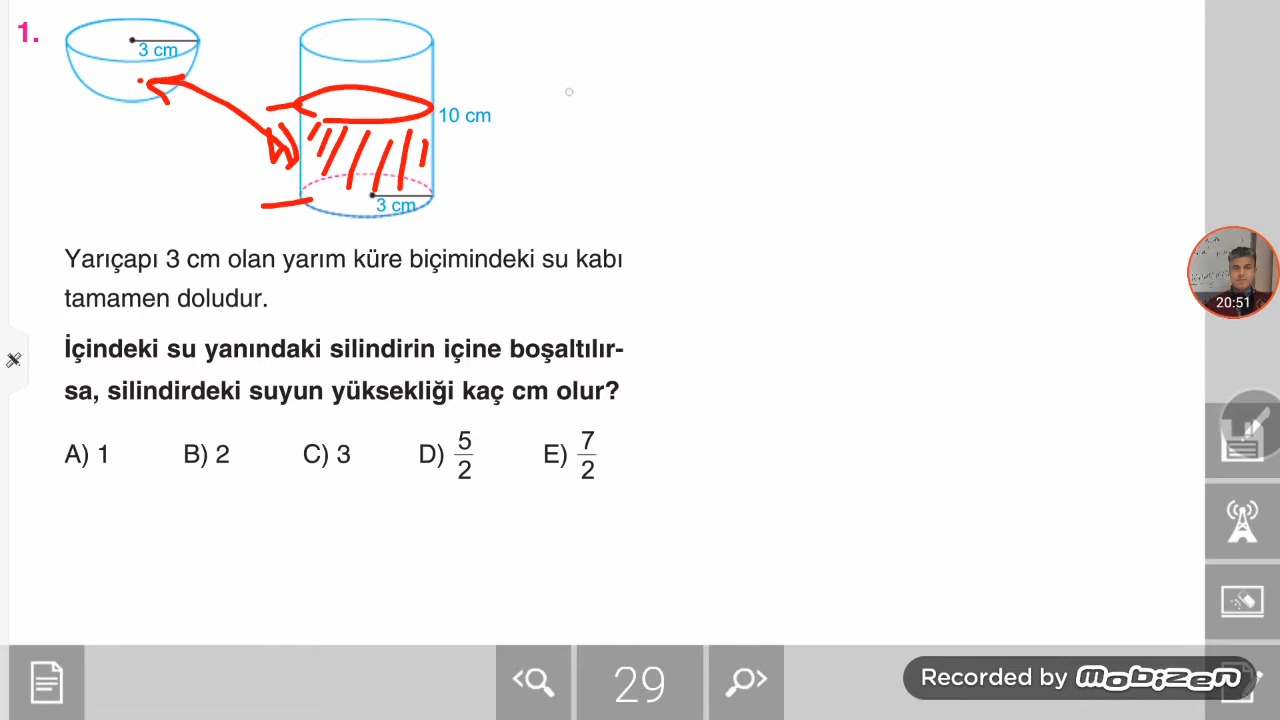 1.
3 cm
10 cm
3 cm
Yarıçapı 3 cm olan yarım küre biçimindeki su kabı
tamamen doludur.
İçindeki su yanındaki silindirin içine boşaltılır-
sa, silindirdeki suyun yüksekliği kaç cm olur?
A) 1 B) 2 C) 3 D) 5/2 E) 7/2
20:51
29
Recorded by mobizen